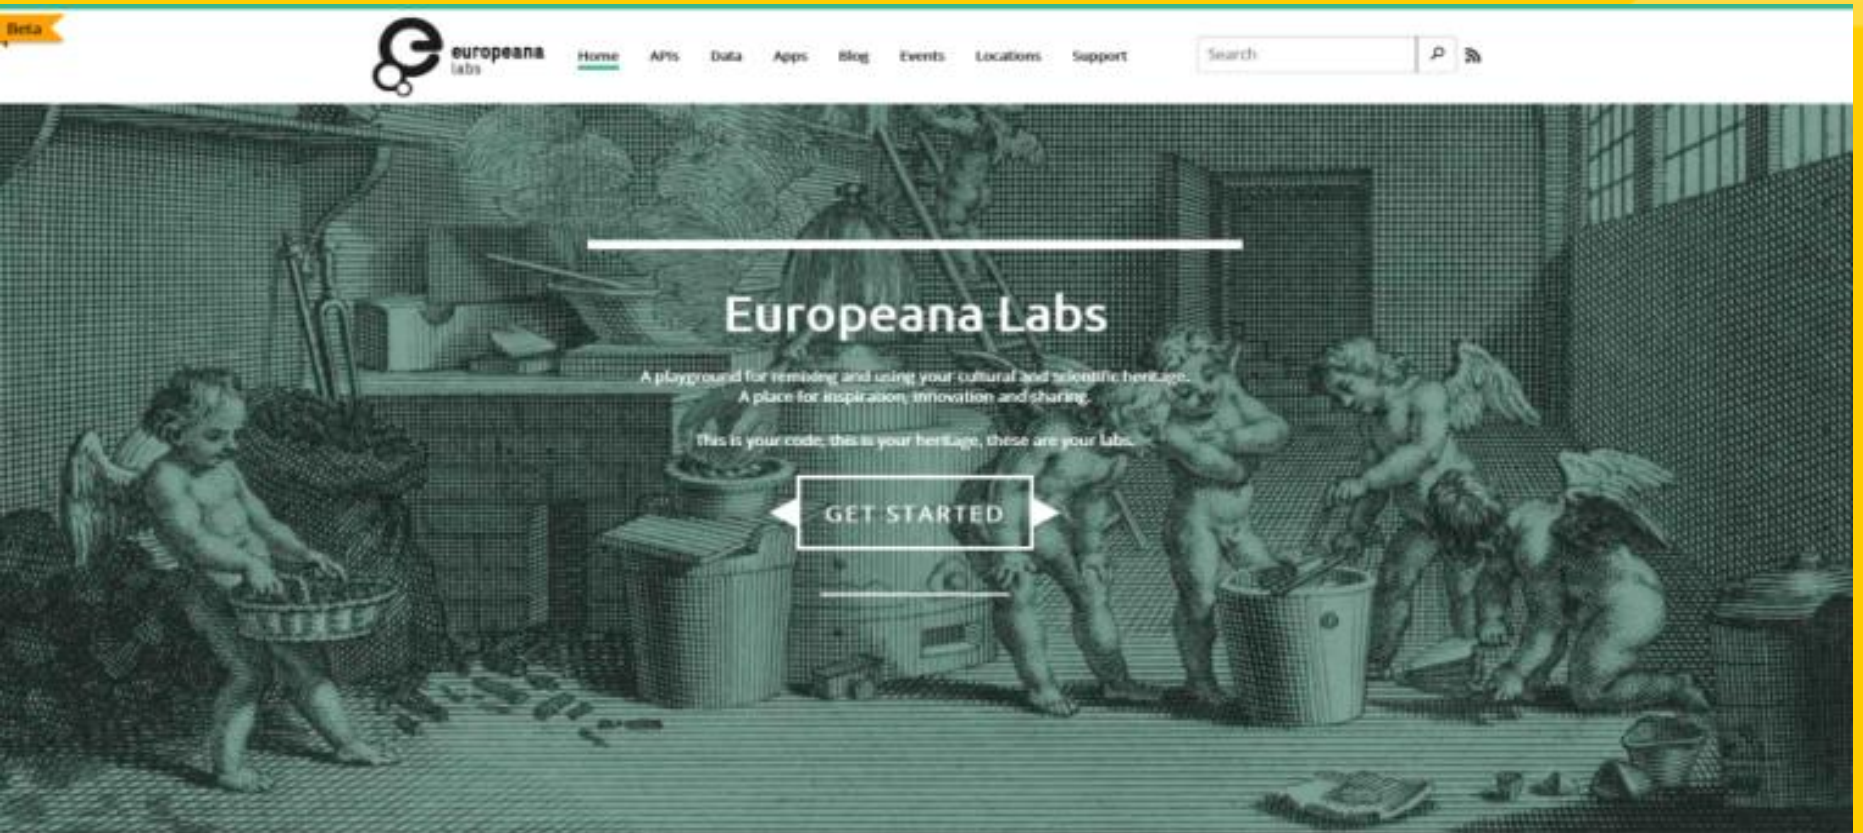 Beta
europeana
labs
Home APIs Data Apps Blog Events Locations Support
Search
Europeana Labs
A playground for remixing and using your cultural and scientific heritage.
A place for inspiration, innovation and sharing.
This is your code, this is your heritage, these are your labs.
GET STARTED